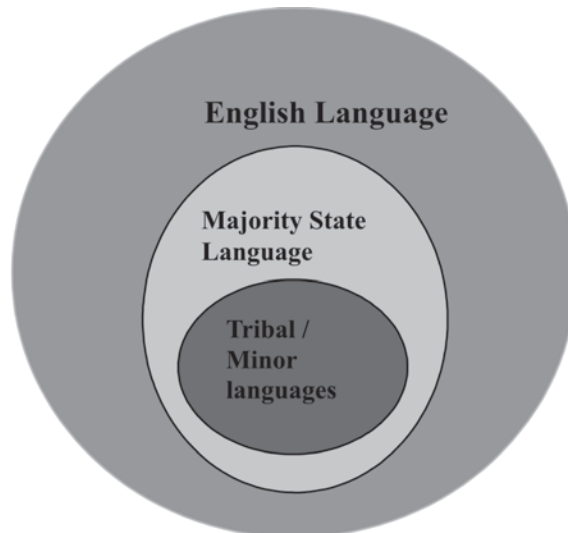 English Language
Majority State
Language
Tribal /
Minor
languages